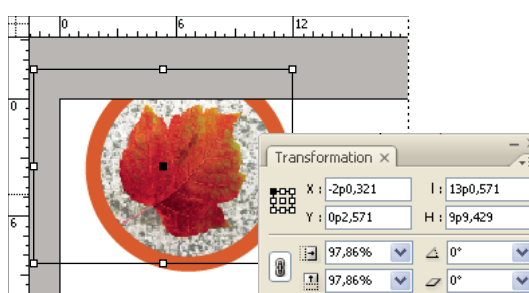 0 6 12
0
6
Transformation ×
X : -2p0,321 l : 13p0,571
Y : 0p2,571 H : 9p9,429
97,86% 0°
97,86% 0°